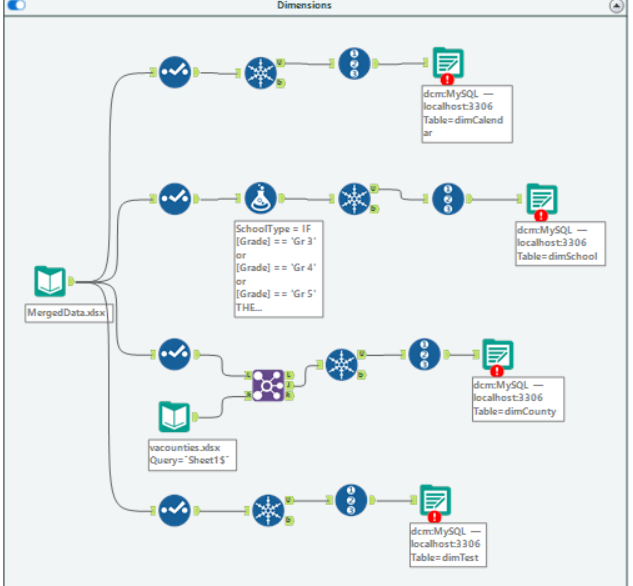 Dimensions
dcm:MySQL —
localhost:3306
Table=dimCalend
ar
SchoolType = IF
[Grade] == 'Gr 3'
or
[Grade] == 'Gr 4'
or
[Grade] == 'Gr 5'
THE...
dcm:MySQL —
localhost:3306
Table=dimSchool
MergedData.xlsx
vacounties.xlsx
Query=`Sheet1$`
dcm:MySQL —
localhost:3306
Table=dimCounty
dcm:MySQL —
localhost:3306
Table=dimTest